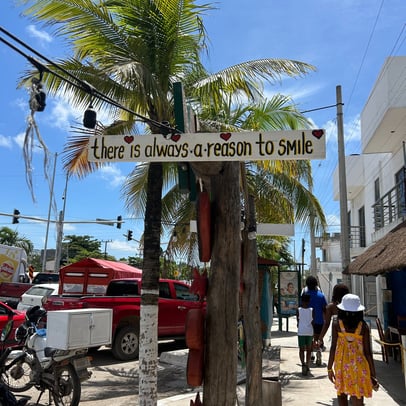 there is always a reason to smile